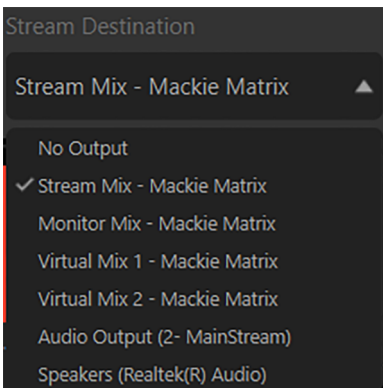 Stream Destination
Stream Mix - Mackie Matrix
No Output
Stream Mix - Mackie Matrix
Monitor Mix - Mackie Matrix
Virtual Mix 1 - Mackie Matrix
Virtual Mix 2 - Mackie Matrix
Audio Output (2- MainStream)
Speakers (Realtek(R) Audio)